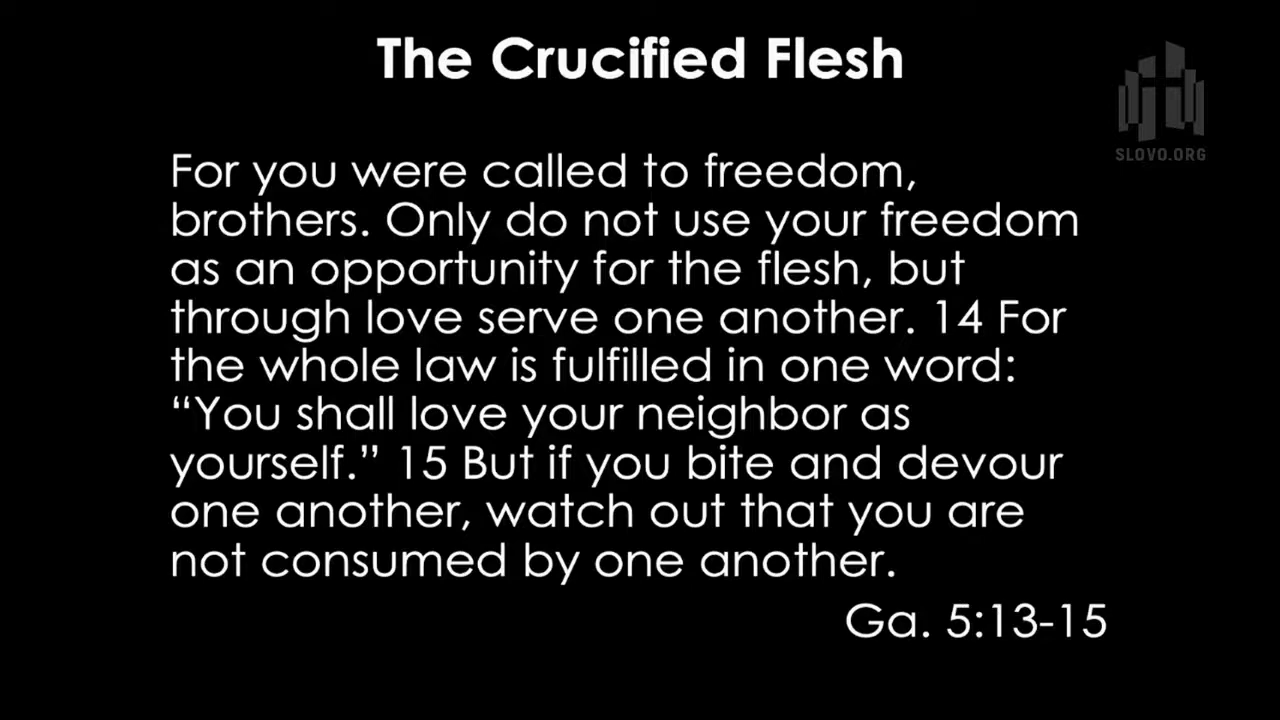 The Crucified Flesh
SLOVO.ORG
For you were called to freedom,
brothers. Only do not use your freedom
as an opportunity for the flesh, but
through love serve one another. 14 For
the whole law is fulfilled in one word:
“You shall love your neighbor as
yourself.” 15 But if you bite and devour
one another, watch out that you are
not consumed by one another.
Ga. 5:13-15